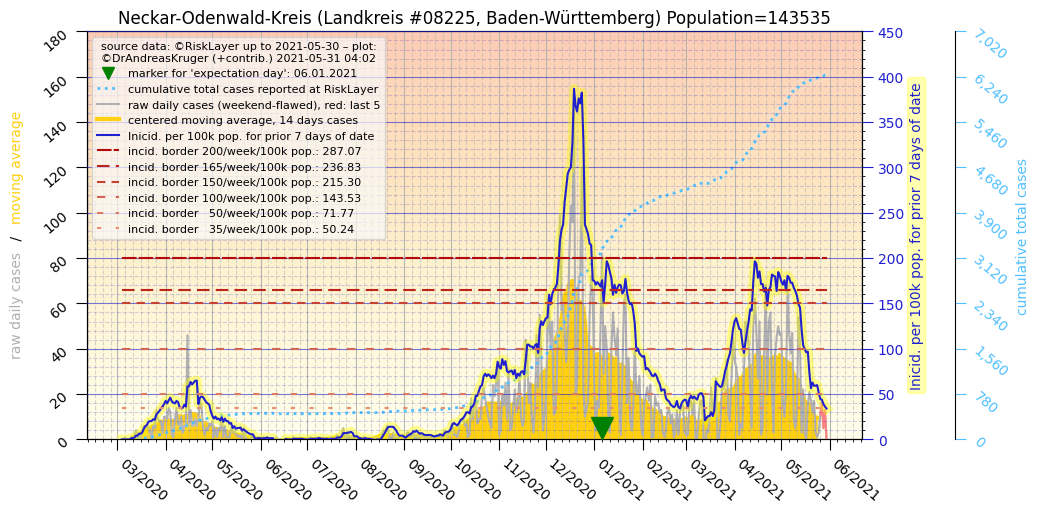 Neckar-Odenwald-Kreis (Landkreis #08225, Baden-Württemberg) Population=143535
source data: ©RiskLayer up to 2021-05-30 – plot:
©DrAndreasKruger (+contrib.) 2021-05-31 04:02
marker for 'expectation day': 06.01.2021
cumulative total cases reported at RiskLayer
raw daily cases (weekend-flawed), red: last 5
centered moving average, 14 days cases
Inicid. per 100k pop. for prior 7 days of date
incid. border 200/week/100k pop.: 287.07
incid. border 165/week/100k pop.: 236.83
incid. border 150/week/100k pop.: 215.30
incid. border 100/week/100k pop.: 143.53
incid. border 50/week/100k pop.: 71.77
incid. border 35/week/100k pop.: 50.24
raw daily cases / moving average
180
160
140
120
100
80
60
40
20
0
450
400
350
300
250
200
150
100
50
0
Inicid. per 100k pop. for prior 7 days of date
7,020
6,240
5,460
4,680
3,900
3,120
2,340
1,560
780
0
cumulative total cases
03/2020
04/2020
05/2020
06/2020
07/2020
08/2020
09/2020
10/2020
11/2020
12/2020
01/2021
02/2021
03/2021
04/2021
05/2021
06/2021